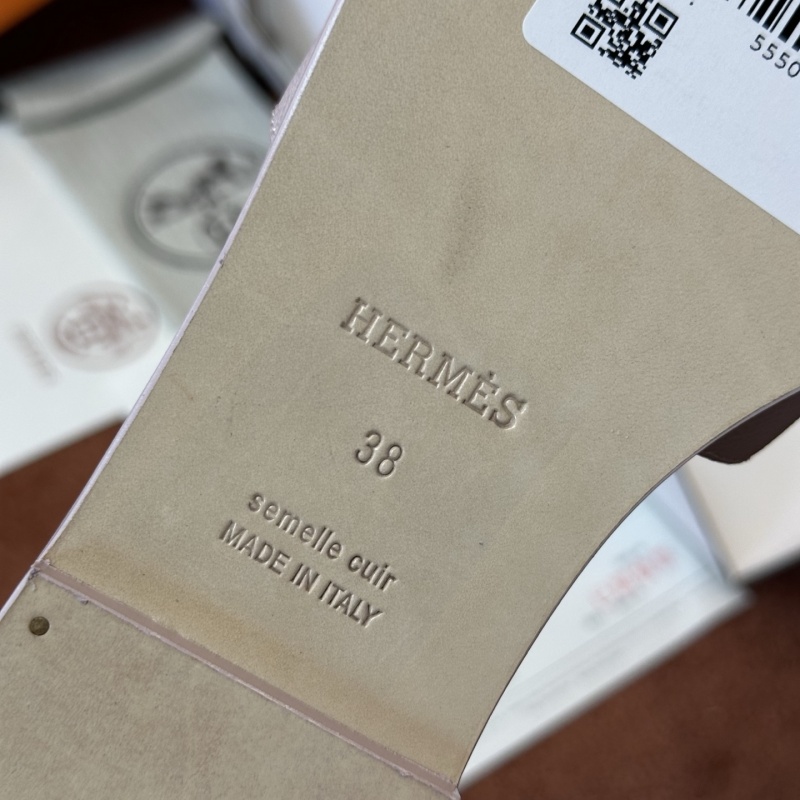 5550
HERMÈS
38
semelle cuir
MADE IN ITALY